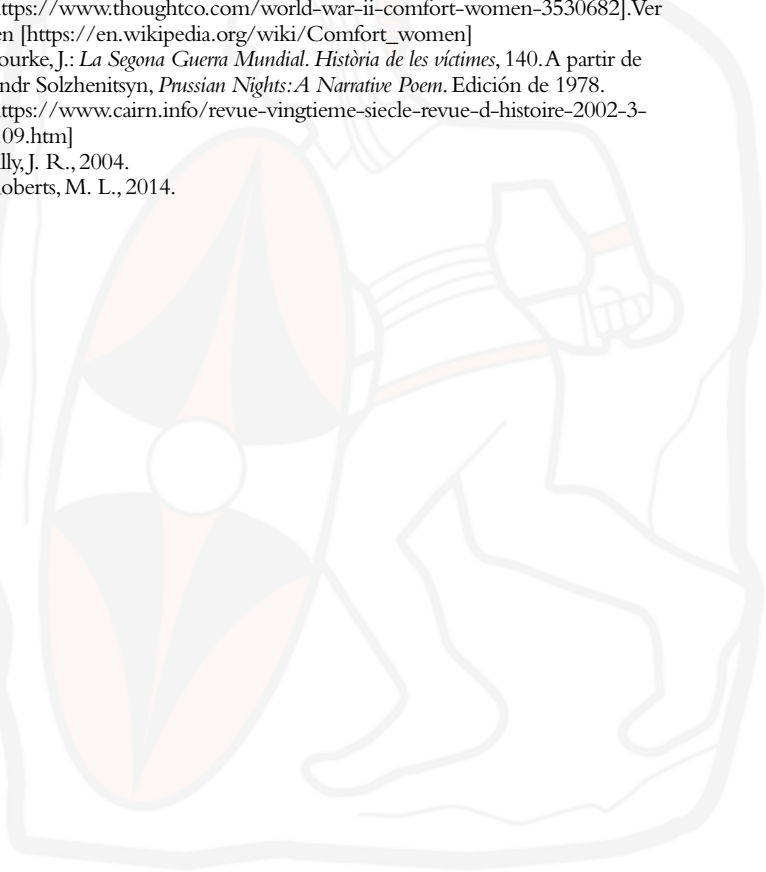 ttps://www.thoughtco.com/world-war-ii-comfort-women-3530682].Ver
en [https://en.wikipedia.org/wiki/Comfort_women]
ourke, J.: La Segona Guerra Mundial. Història de les víctimes, 140. A partir de
ndr Solzhenitsyn, Prussian Nights: A Narrative Poem. Edición de 1978.
ttps://www.cairn.info/revue-vingtieme-siecle-revue-d-histoire-2002-3-
09.htm]
lly, J. R., 2004.
oberts, M. L., 2014.